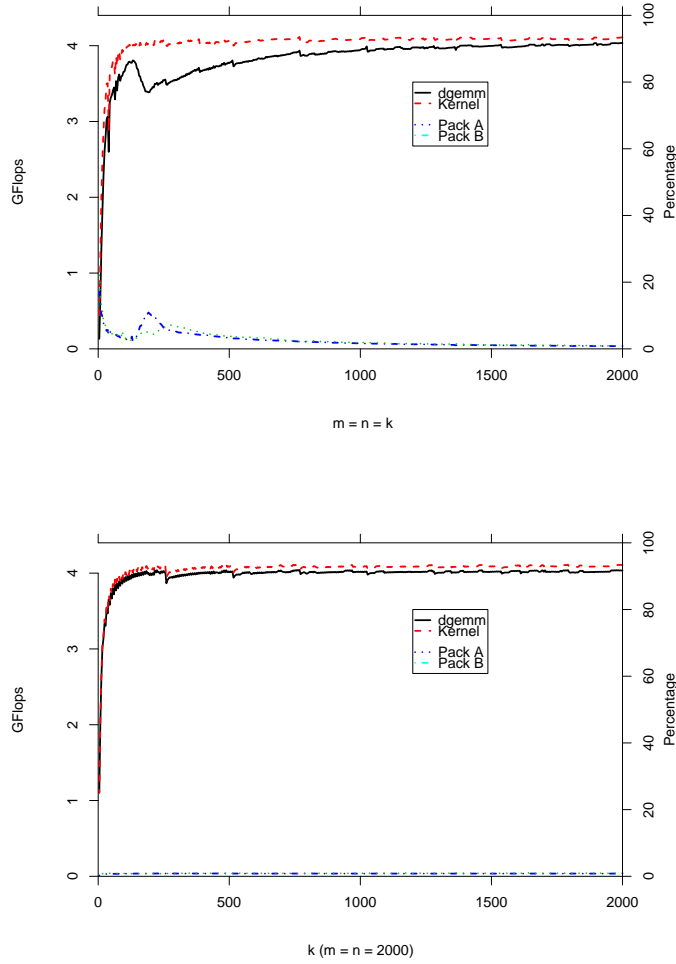 GFlops
0
1
2
3
4
0
20
40
60
80
100
Percentage
dgemm
Kernel
Pack A
Pack B
0
500
1000
1500
2000
m = n = k
GFlops
0
1
2
3
4
0
20
40
60
80
100
Percentage
dgemm
Kernel
Pack A
Pack B
0
500
1000
1500
2000
k (m = n = 2000)